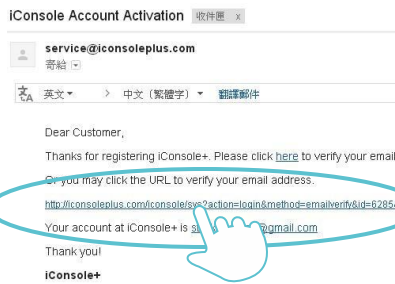 iConsole Account Activation 收件匣 x
service@iconsoleplus.com
寄給
英文 > 中文（繁體字） 翻譯郵件
Dear Customer,
Thanks for registering iConsole+. Please click here to verify your email
Or you may click the URL to verify your email address.
http://iconsoleplus.com/iconsole/sys?action=login&method=emailverify&id=6285
Your account at iConsole+ is @gmail.com
Thank you!
iConsole+